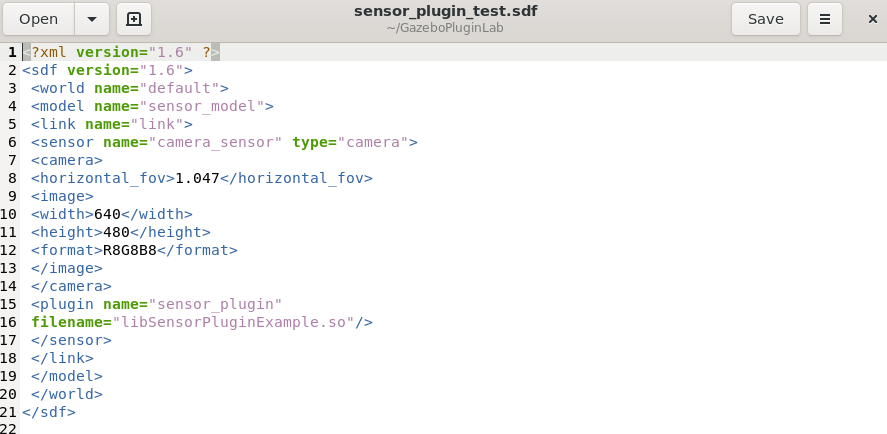 Open
sensor_plugin_test.sdf
~/GazeboPluginLab
Save
1 <?xml version="1.6" ?>
2 <sdf version="1.6">
3 <world name="default">
4 <model name="sensor_model">
5 <link name="link">
6 <sensor name="camera_sensor" type="camera">
7 <camera>
8 <horizontal_fov>1.047</horizontal_fov>
9 <image>
10 <width>640</width>
11 <height>480</height>
12 <format>R8G8B8</format>
13 </image>
14 </camera>
15 <plugin name="sensor_plugin"
16 filename="libSensorPluginExample.so"/>
17 </sensor>
18 </link>
19 </model>
20 </world>
21 </sdf>
22